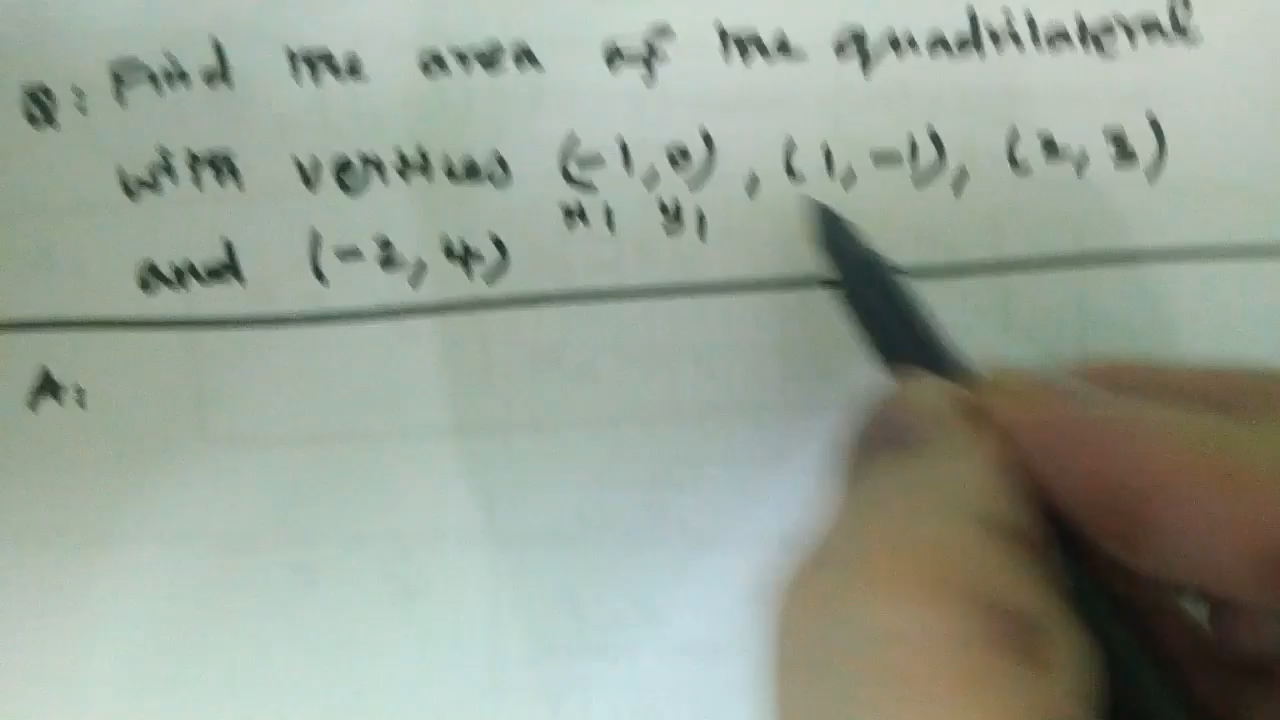 Q: Find the area of the quadrilateral
with vertices (-1,0), (1,-1), (2,3)
x1 y1
and (-2,4)
A: